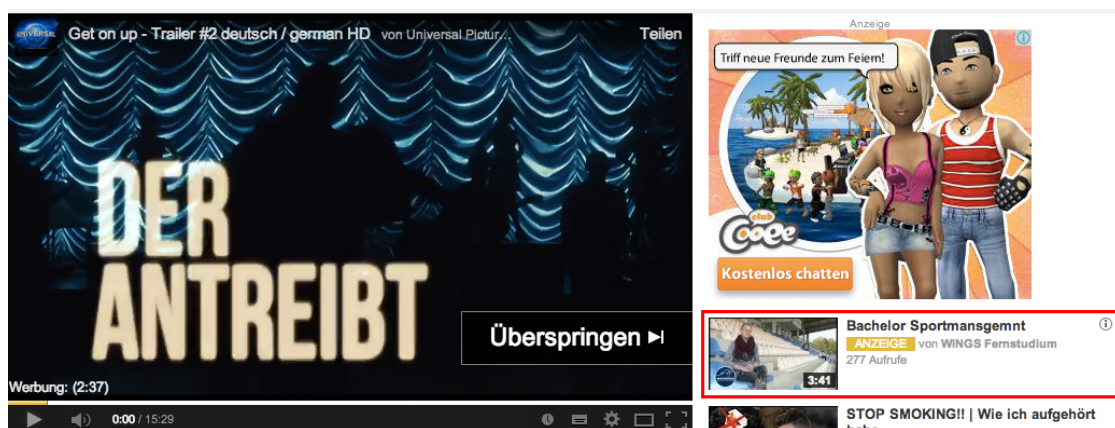 UNIVERSAL
Get on up - Trailer #2 deutsch / german HD von Universal Pictur...
Teilen
DER
ANTREIBT
Überspringen
Werbung: (2:37)
0:00 / 15:29
Anzeige
Triff neue Freunde zum Feiern!
club
Cooee
Kostenlos chatten
Bachelor Sportmansgemnt
ANZEIGE von WINGS Fernstudium
277 Aufrufe
3:41
STOP SMOKING!! | Wie ich aufgehört